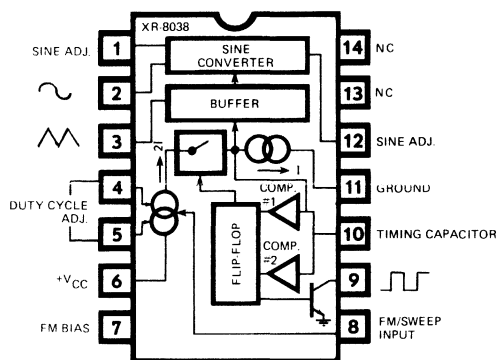 XR-8038
SINE ADJ.
1
2
3
4
DUTY CYCLE
ADJ.
5
+VCC
6
FM BIAS
7
SINE
CONVERTER
BUFFER
2I
I
COMP.
#1
COMP.
#2
FLIP-FLOP
14
NC
13
NC
12
SINE ADJ.
11
GROUND
10
TIMING CAPACITOR
9
8
FM/SWEEP
INPUT